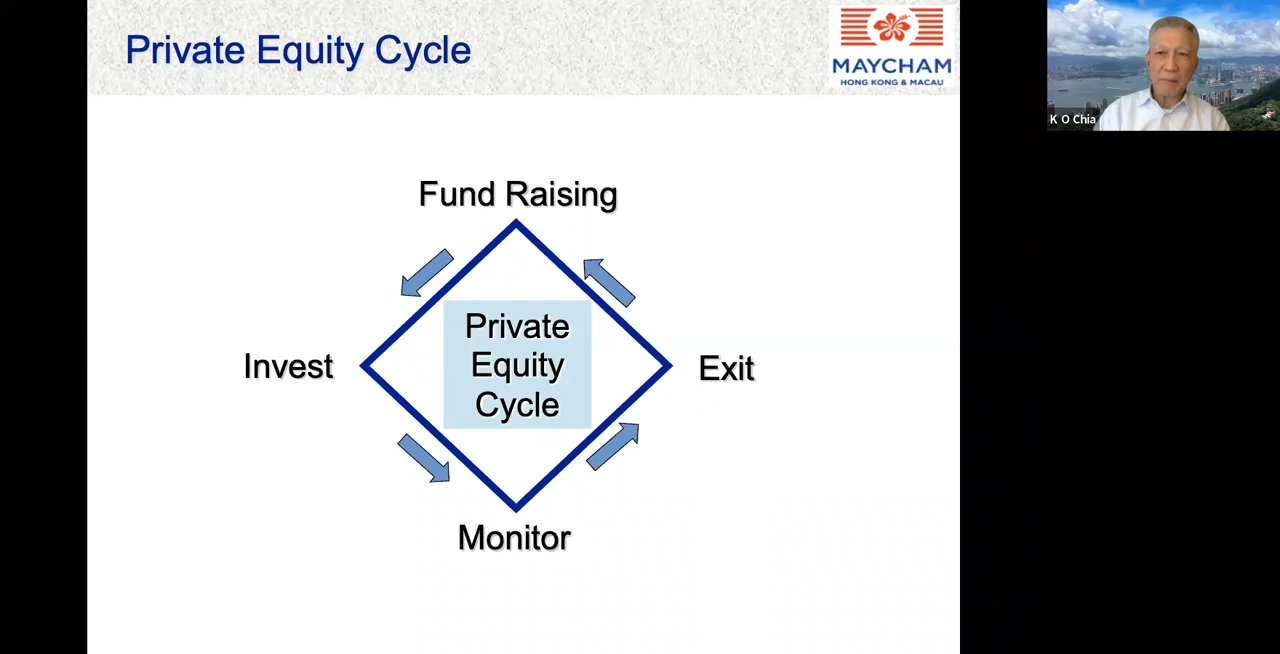 Private Equity Cycle
MAYCHAM
HONG KONG & MACAU
K O Chia
Fund Raising
Private
Equity
Cycle
Invest
Exit
Monitor